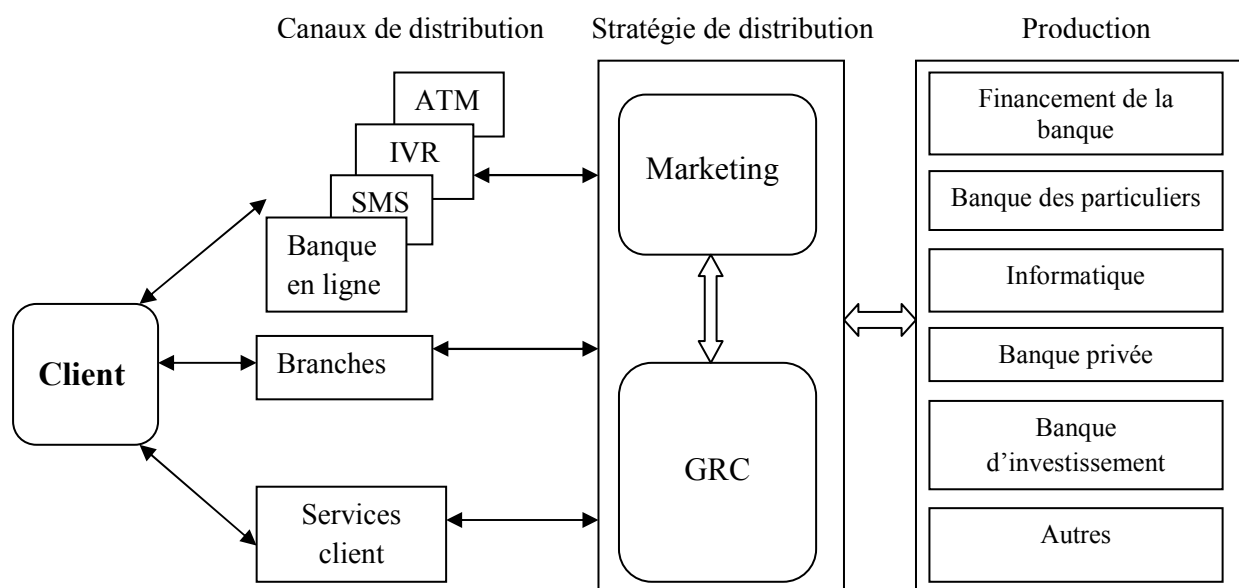 Canaux de distribution
Stratégie de distribution
Production
ATM
IVR
SMS
Banque
en ligne
Client
Branches
Services
client
Marketing
GRC
Financement de la
banque
Banque des particuliers
Informatique
Banque privée
Banque
d’investissement
Autres